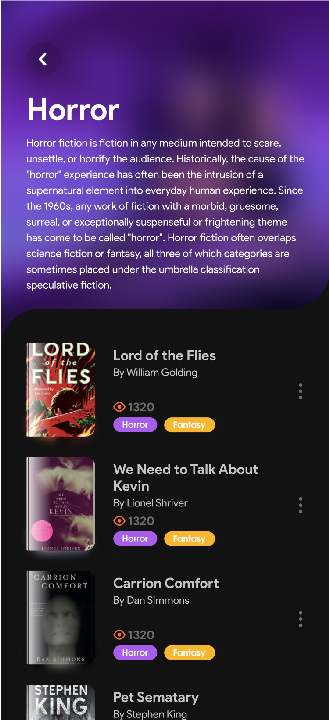 Horror
Horror fiction is fiction in any medium intended to scare,
unsettle, or horrify the audience. Historically, the cause of the
"horror" experience has often been the intrusion of a
supernatural element into everyday human experience. Since
the 1960s, any work of fiction with a morbid, gruesome,
surreal, or exceptionally suspenseful or frightening theme
has come to be called "horror". Horror fiction often overlaps
science fiction or fantasy, all three of which categories are
sometimes placed under the umbrella classification
speculative fiction.
LORD
of the
FLIES
Lord of the Flies
By William Golding
1320
Horror
Fantasy
KEVIN
LIONEL SHRIVER
We Need to Talk About
Kevin
By Lionel Shriver
1320
Horror
Fantasy
CARRION
COMFORT
DAN SIMMONS
Carrion Comfort
By Dan Simmons
1320
Horror
Fantasy
STEPHEN
KING
Pet Sematary
By Stephen King